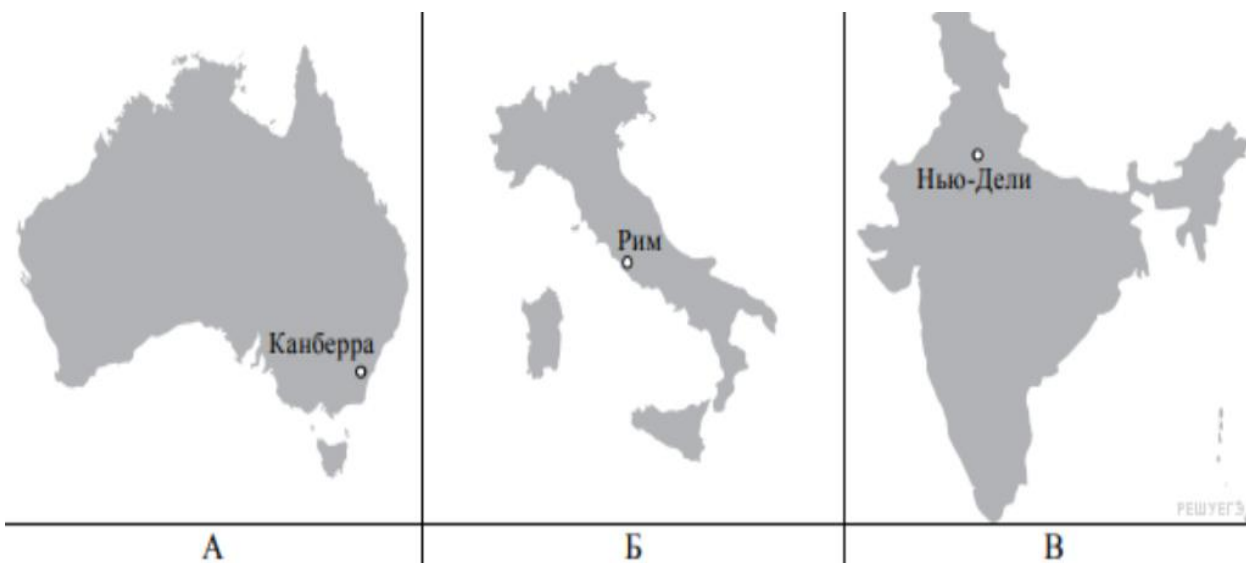 Нью-Дели
Рим
Канберра
РЕШУЕГЭ
А
Б
В